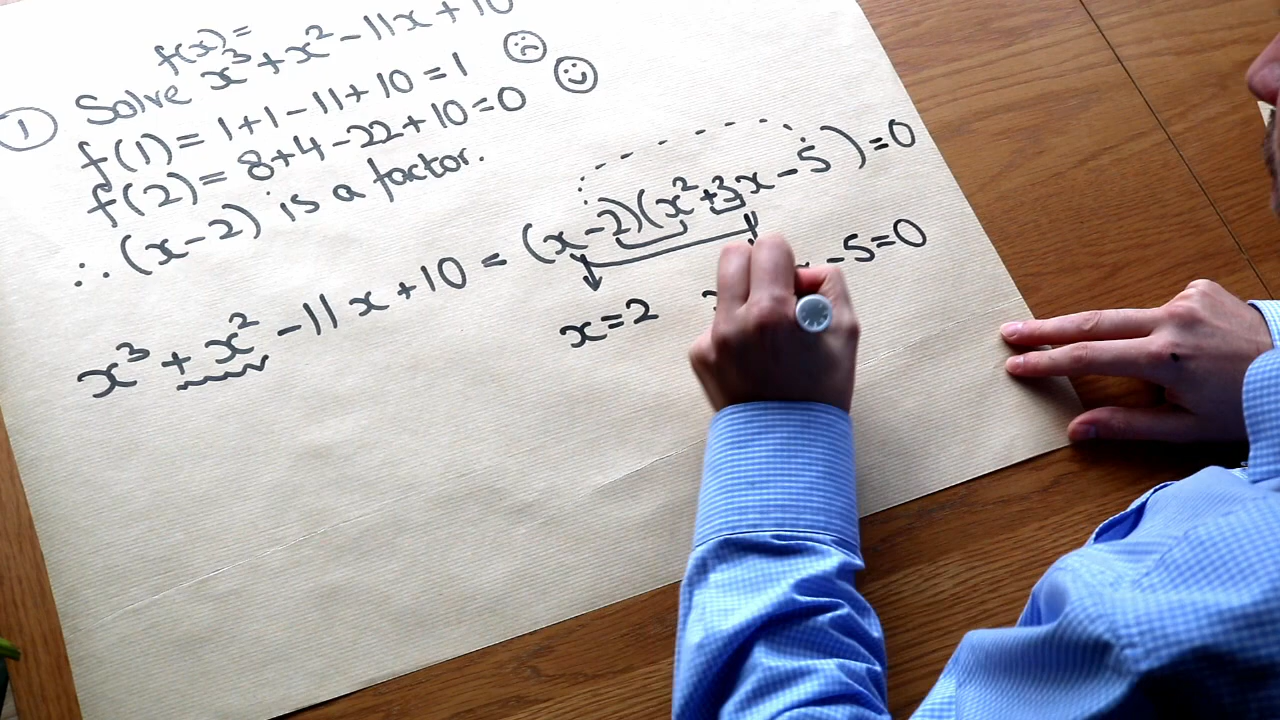 f(x)=
① Solve x³ + x² - 11x + 10
f(1) = 1+1-11+10 = 1
f(2) = 8+4-22+10=0
∴ (x-2) is a factor.
x³ + x² - 11x + 10 = (x-2)(x²+3x-5)=0
x=2
-5=0